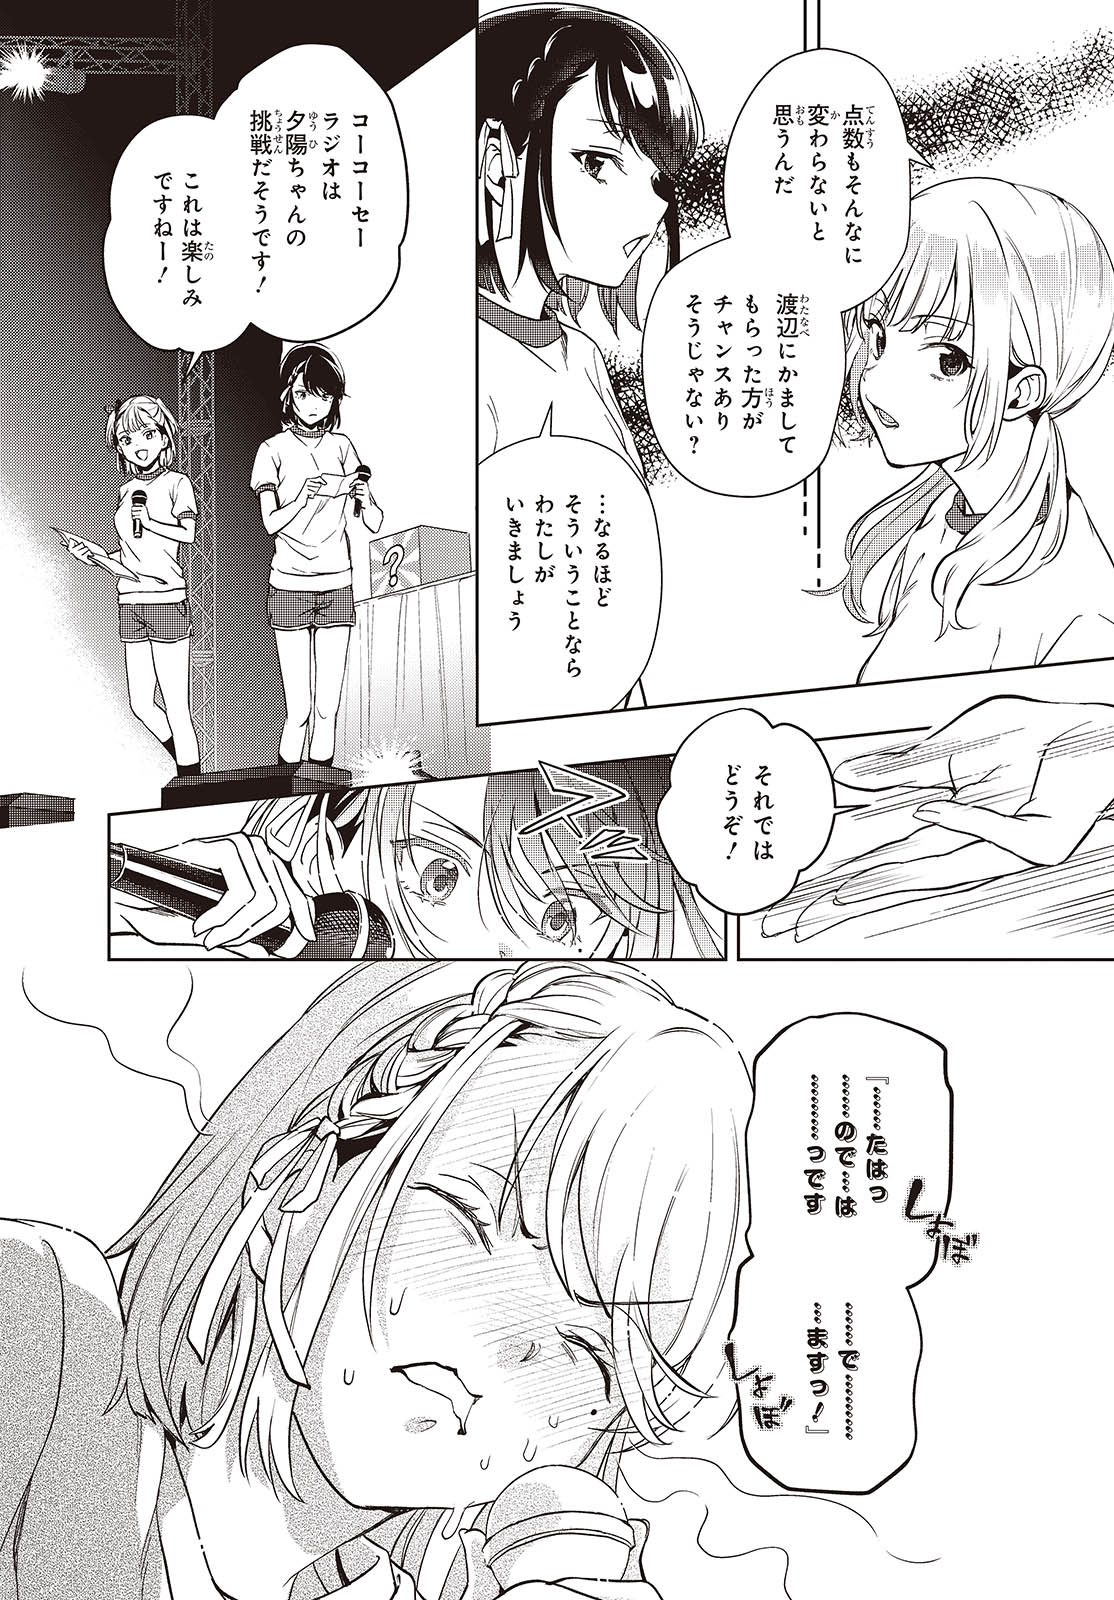 点数もそんなに
変わらないと
思うんだ
渡辺にかまして
もらった方が
チャンスあり
そうじゃない？
…なるほど
そういうことなら
わたしが
いきましょう
コーコーセー
ラジオは
夕陽ちゃんの
挑戦だそうです！
これは楽しみ
ですねー！
？
それでは
どうぞ！
『……たはっ
………ので…は
…………っです
しょぼ
………で…………
…ますっ！』
しょぼ